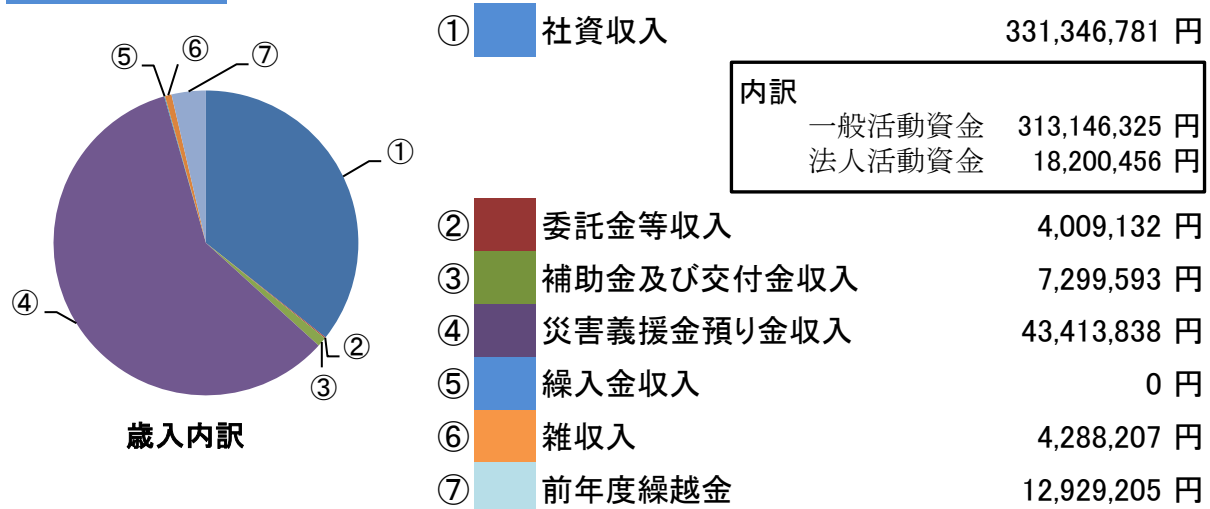 ① 社資収入 331,346,781 円
内訳
一般活動資金 313,146,325 円
法人活動資金 18,200,456 円
② 委託金等収入 4,009,132 円
③ 補助金及び交付金収入 7,299,593 円
④ 災害義援金預り金収入 43,413,838 円
⑤ 繰入金収入 0 円
⑥ 雑収入 4,288,207 円
⑦ 前年度繰越金 12,929,205 円
⑤ ⑥ ⑦
①
④
②
③
歳入内訳